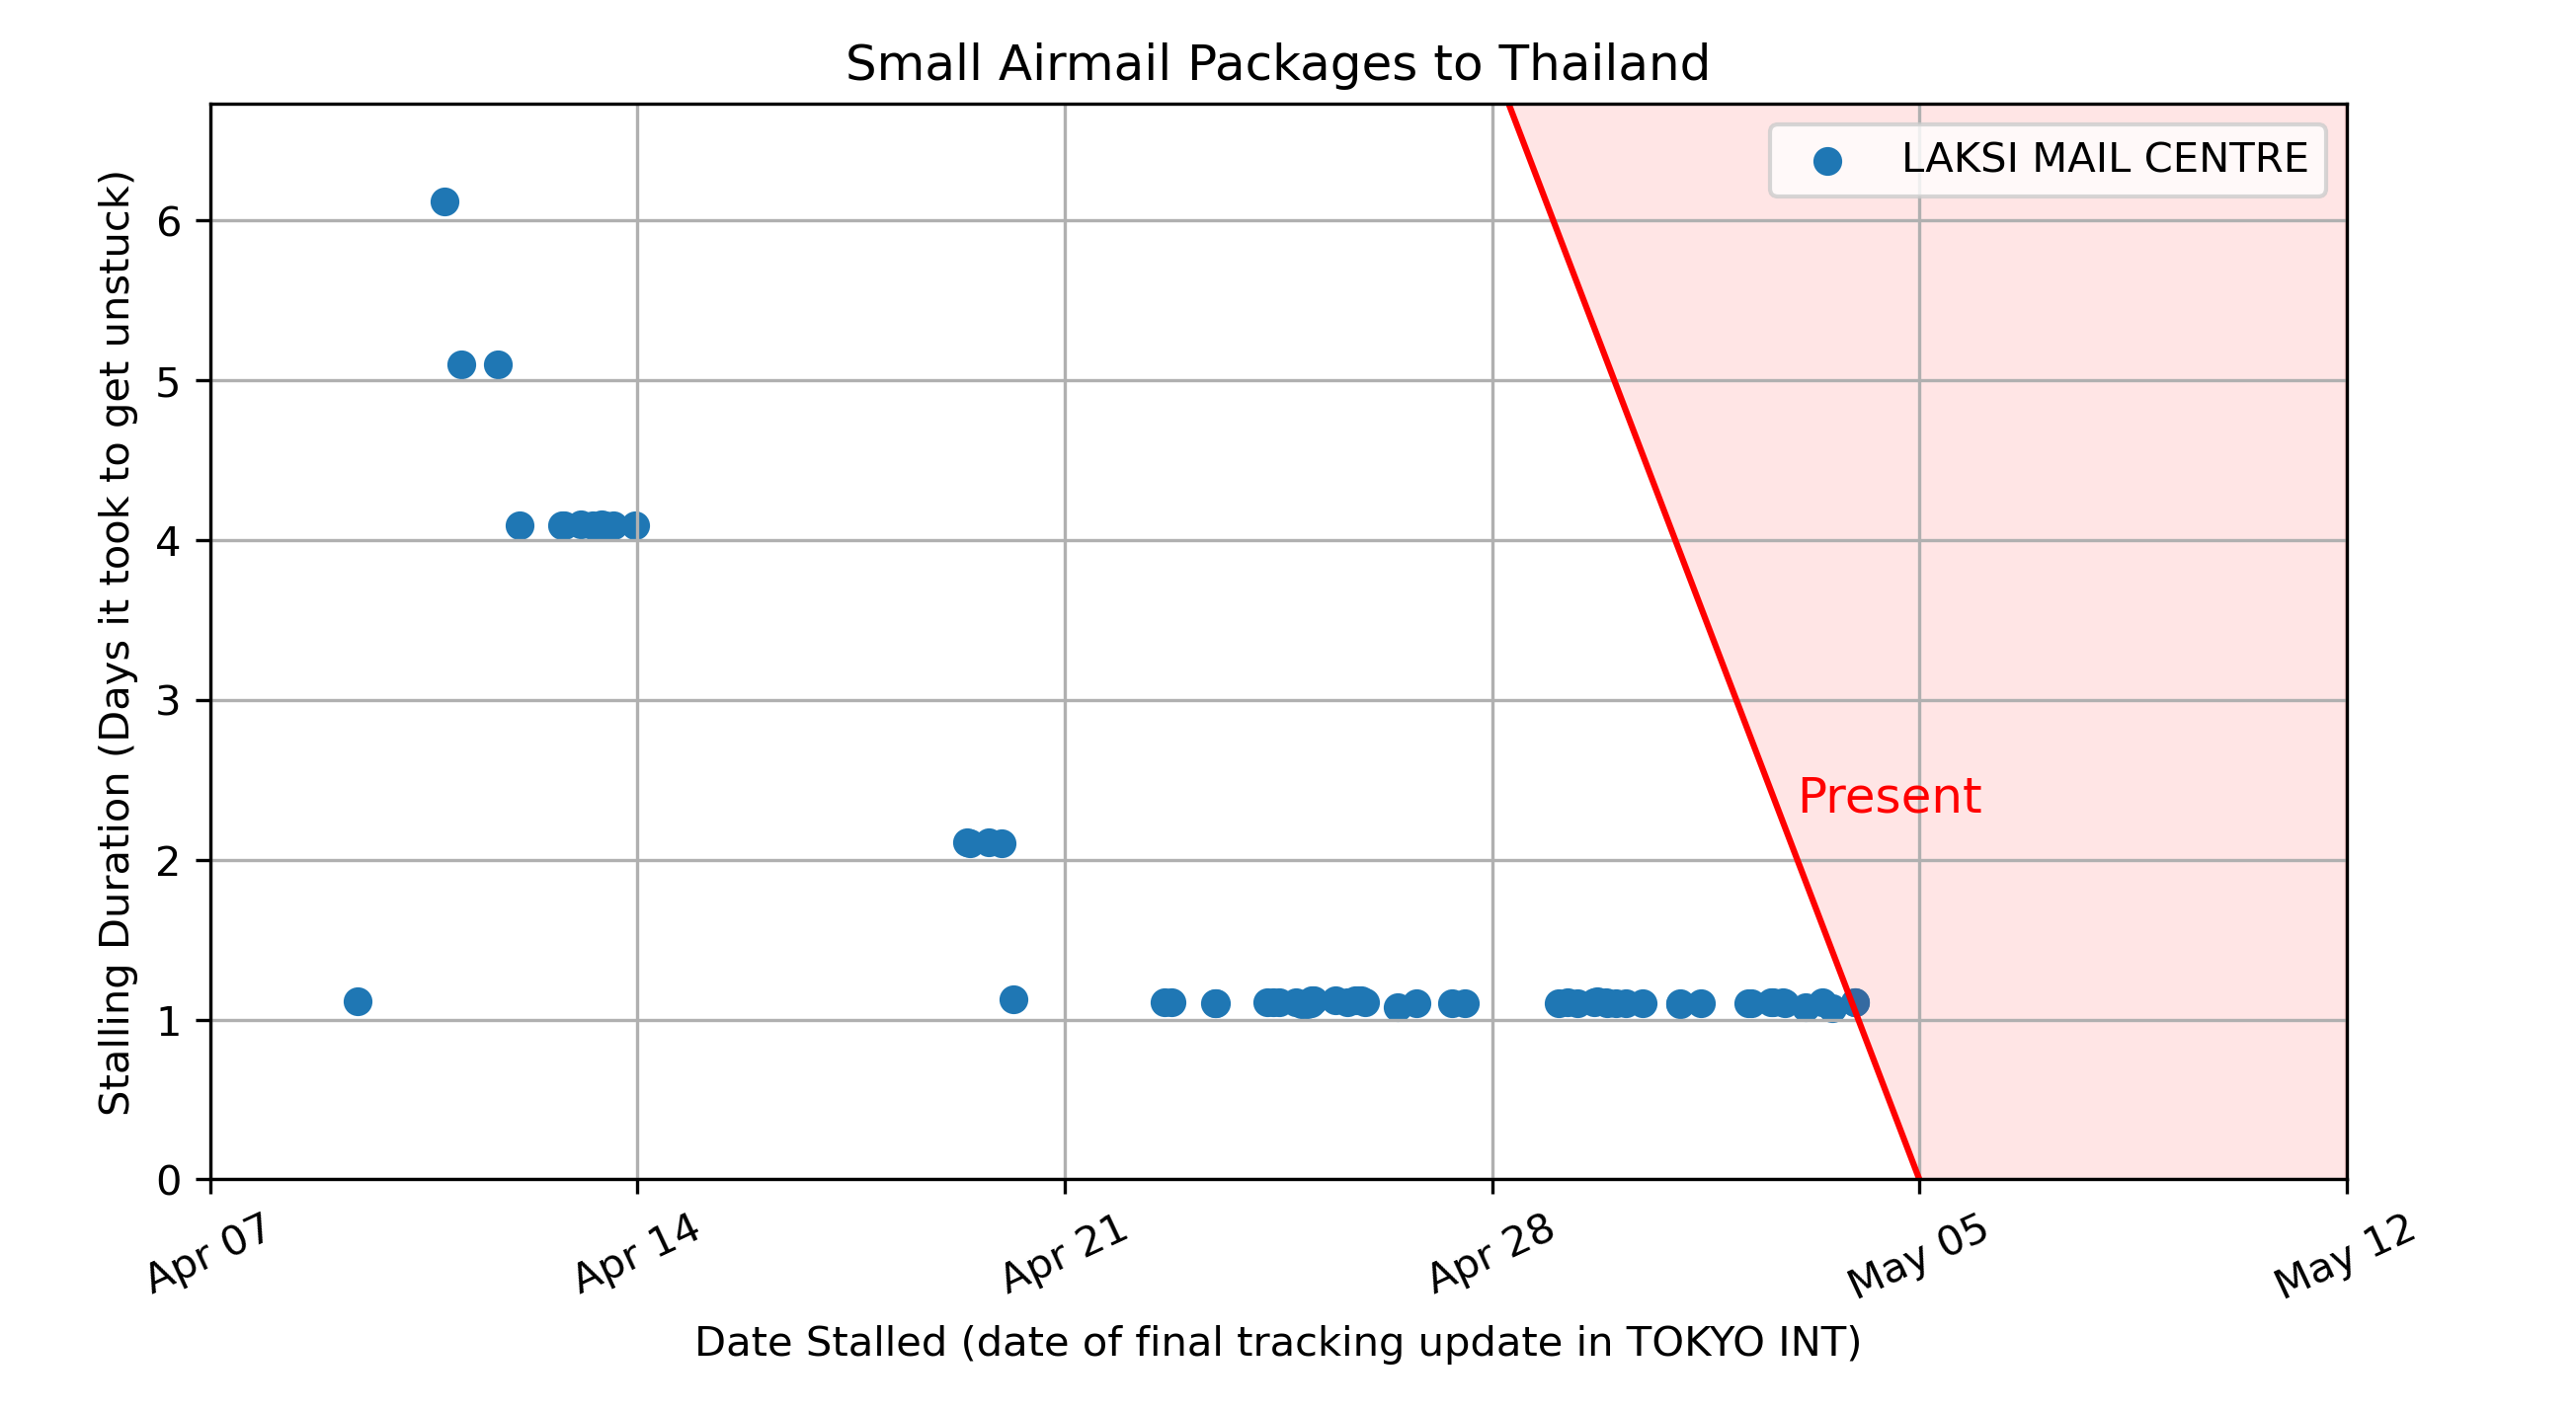 Small Airmail Packages to Thailand
LAKSI MAIL CENTRE
Stalling Duration (Days it took to get unstuck)
6
5
4
3
2
1
0
Present
Apr 07
Apr 14
Apr 21
Apr 28
May 05
May 12
Date Stalled (date of final tracking update in TOKYO INT)